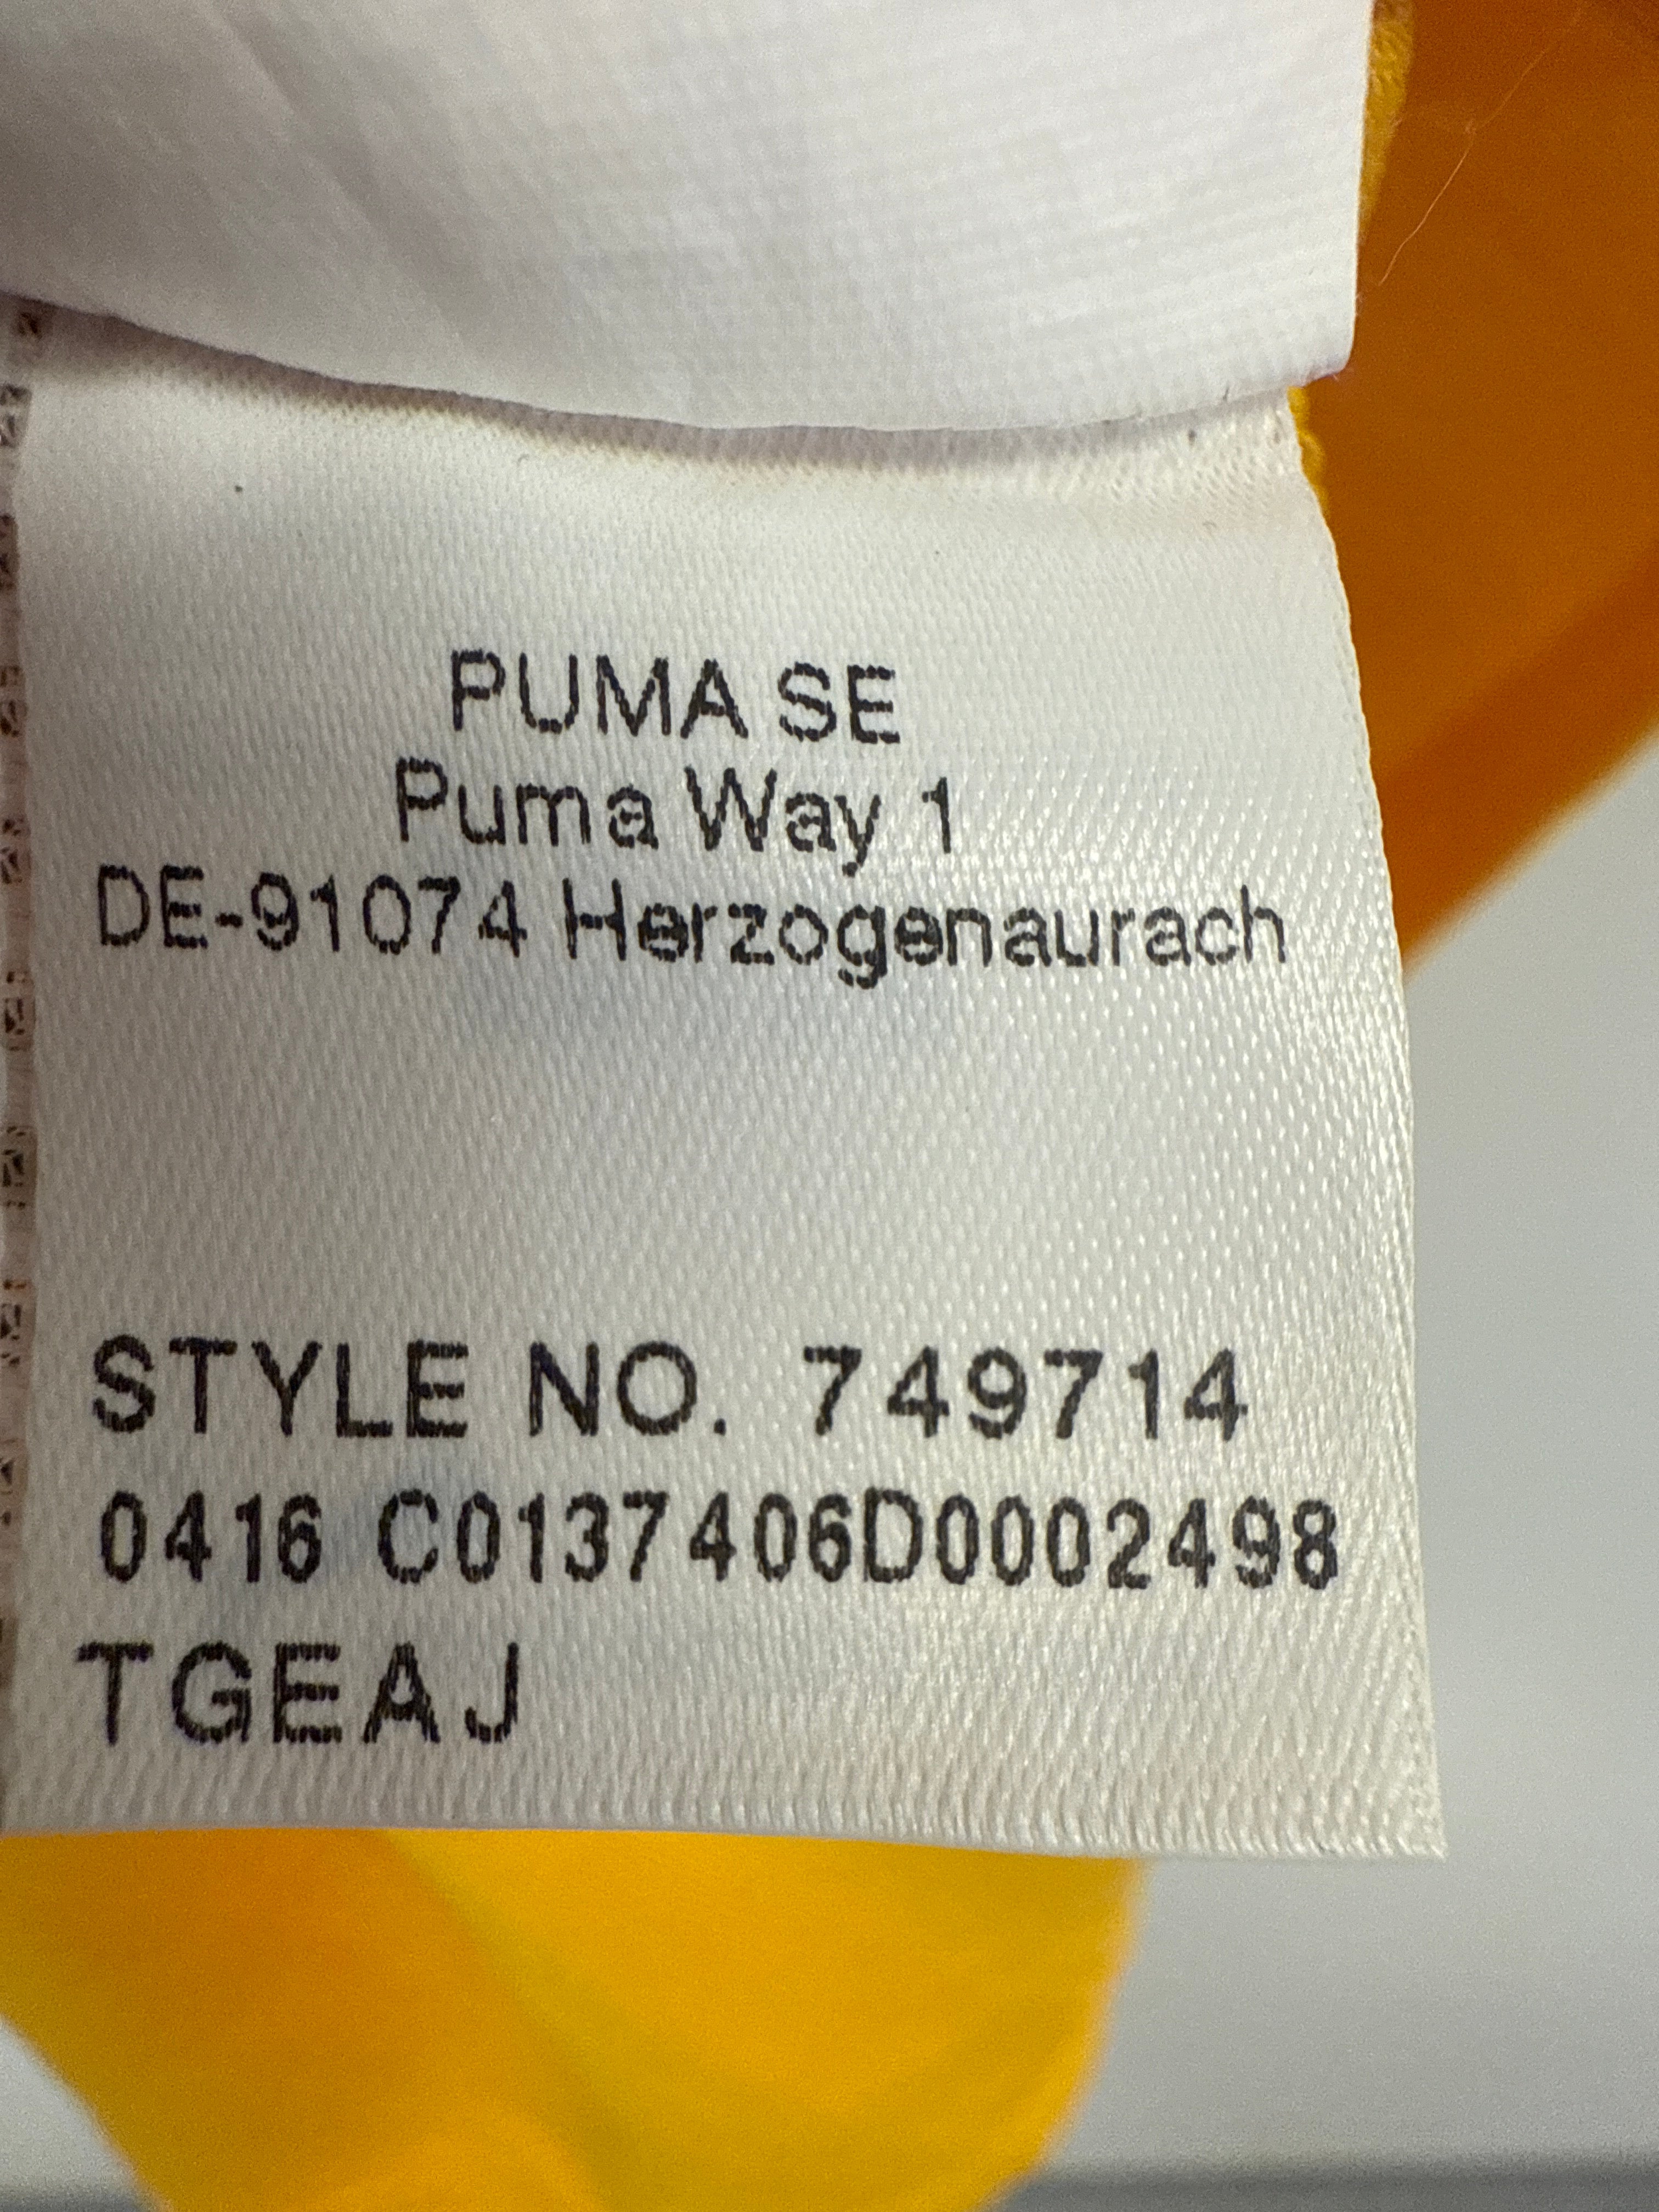 PUMA SE
Puma Way 1
DE-91074 Herzogenaurach
STYLE NO. 749714
0416 C0137406D0002498
TGEAJ